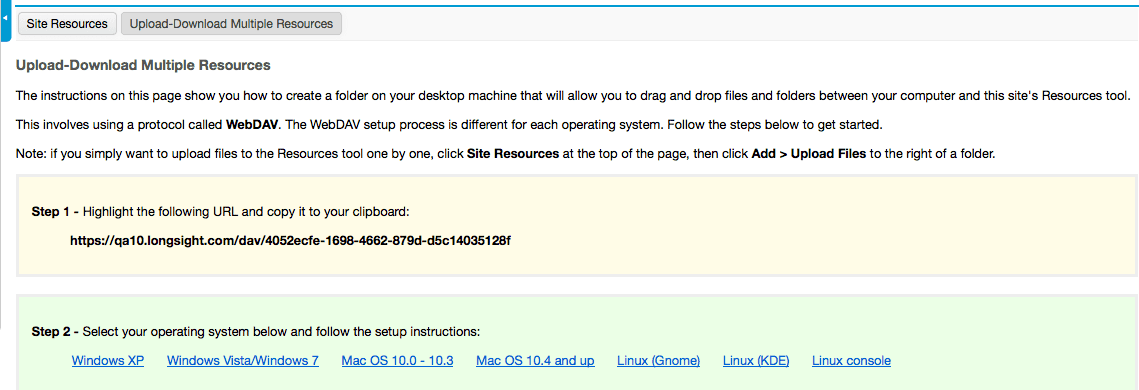 Site Resources Upload-Download Multiple Resources
Upload-Download Multiple Resources
The instructions on this page show you how to create a folder on your desktop machine that will allow you to drag and drop files and folders between your computer and this site's Resources tool.
This involves using a protocol called WebDAV. The WebDAV setup process is different for each operating system. Follow the steps below to get started.
Note: if you simply want to upload files to the Resources tool one by one, click Site Resources at the top of the page, then click Add > Upload Files to the right of a folder.
Step 1 - Highlight the following URL and copy it to your clipboard:
https://qa10.longsight.com/dav/4052ecfe-1698-4662-879d-d5c14035128f
Step 2 - Select your operating system below and follow the setup instructions:
Windows XP Windows Vista/Windows 7 Mac OS 10.0 - 10.3 Mac OS 10.4 and up Linux (Gnome) Linux (KDE) Linux console